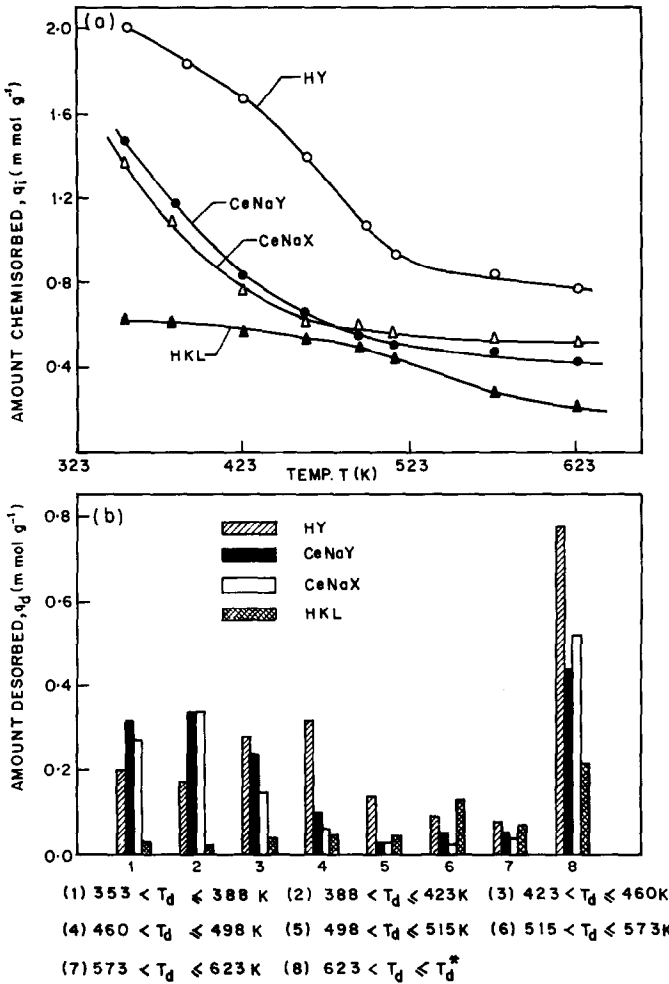 (a)
2.0
1.6
1.2
0.8
0.4
AMOUNT CHEMISORBED, qi (m mol g-1)
HY
CeNaY
CeNaX
HKL
323 423 523 623
TEMP. T (K)
(b)
0.8
0.6
0.4
0.2
0.0
AMOUNT DESORBED, qd (m mol g-1)
HY
CeNaY
CeNaX
HKL
1 2 3 4 5 6 7 8
(1) 353 < Td ⩽ 388 K (2) 388 < Td ⩽ 423K (3) 423 < Td ⩽ 460K
(4) 460 < Td ⩽ 498 K (5) 498 < Td ⩽ 515K (6) 515 < Td ⩽ 573K
(7) 573 < Td ⩽ 623K (8) 623 < Td ⩽ Td*